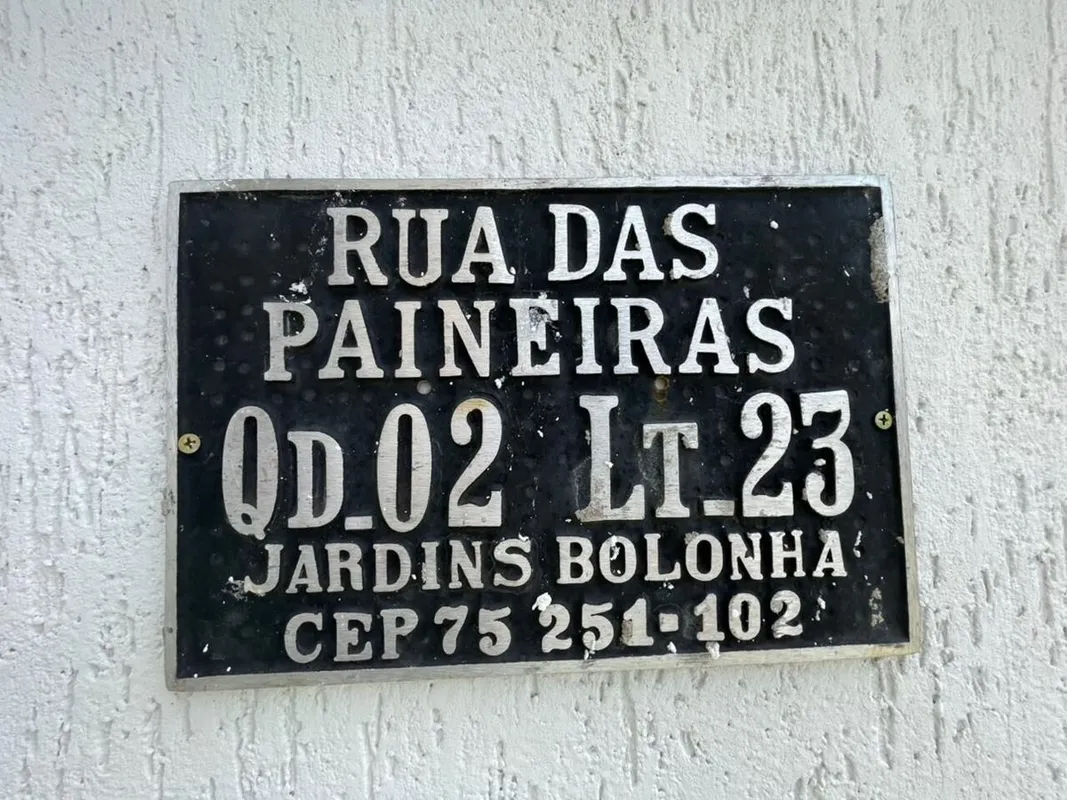 RUA DAS
PAINEIRAS
QD_02 LT_23
JARDINS BOLONHA
CEP 75 251-102